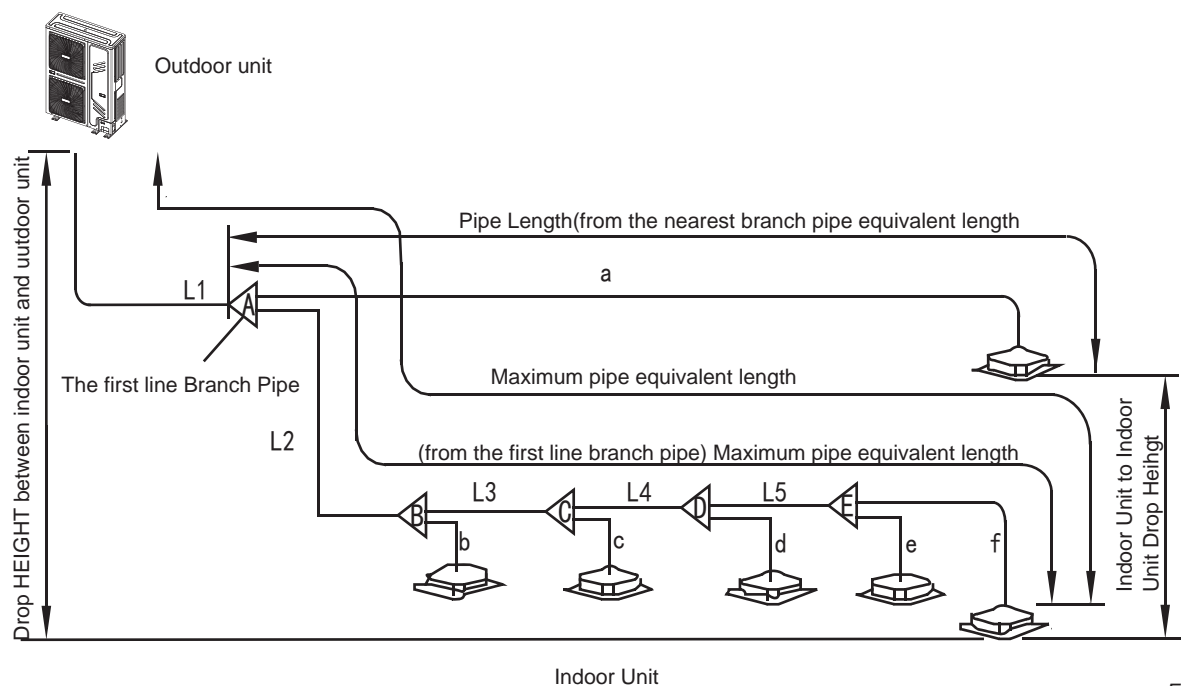 Outdoor unit
Drop HEIGHT between indoor unit and uutdoor unit
Pipe Length(from the nearest branch pipe equivalent length
a
L1
A
The first line Branch Pipe
Maximum pipe equivalent length
L2
(from the first line branch pipe) Maximum pipe equivalent length
L3
L4
L5
B
C
D
E
b
c
d
e
f
Indoor Unit to Indoor
Unit Drop Heihgt
Indoor Unit